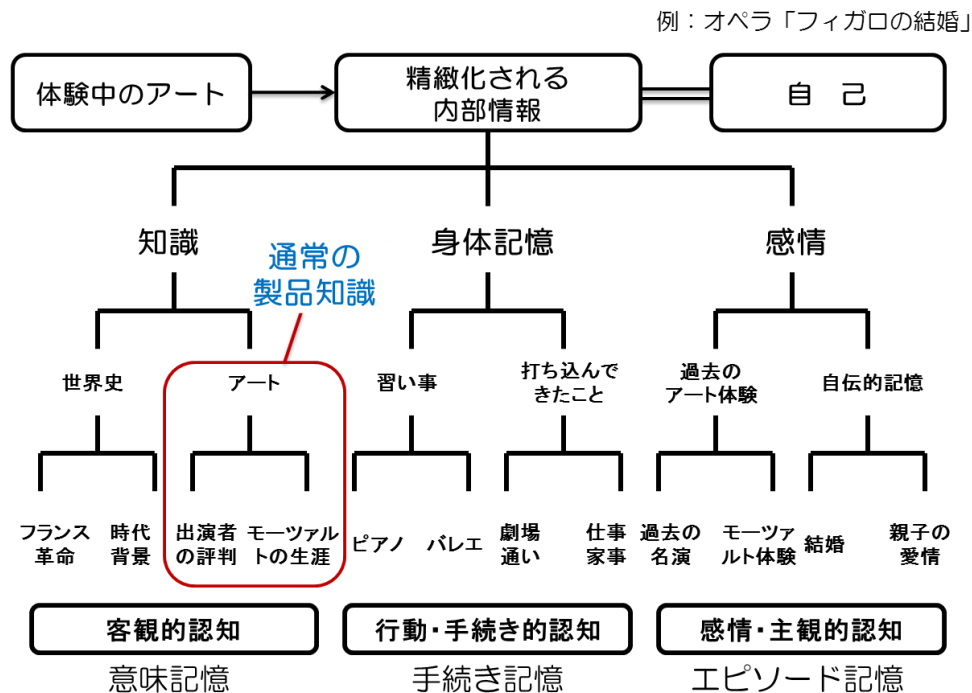 例：オペラ「フィガロの結婚」
体験中のアート
精緻化される
内部情報
自　己
知識
身体記憶
感情
通常の
製品知識
世界史
アート
習い事
打ち込んで
きたこと
過去の
アート体験
自伝的記憶
フランス
革命
時代
背景
出演者
の評判
モーツァル
トの生涯
ピアノ
バレエ
劇場
通い
仕事
家事
過去の
名演
モーツァ
ルト体験
結婚
親子の
愛情
客観的認知
行動・手続き的認知
感情・主観的認知
意味記憶
手続き記憶
エピソード記憶